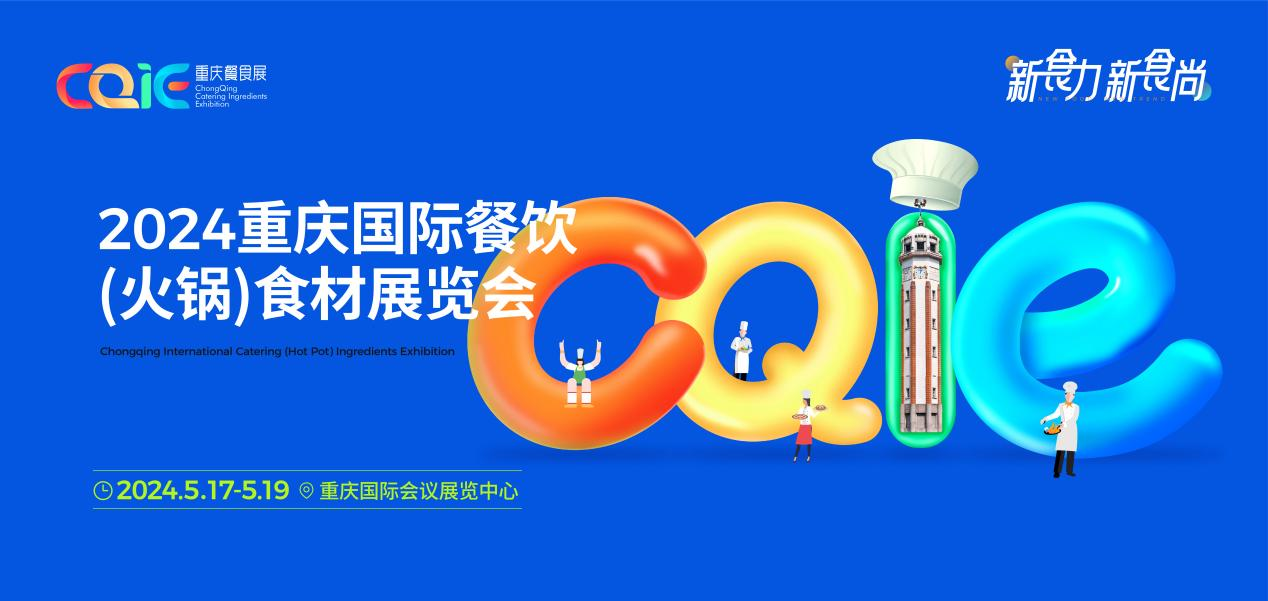 CQIE
重庆餐食展
ChongQing
Catering Ingredients
Exhibition
新食力 新食尚
2024重庆国际餐饮
(火锅)食材展览会
Chongqing International Catering (Hot Pot) Ingredients Exhibition
cQie
2024.5.17-5.19 重庆国际会议展览中心